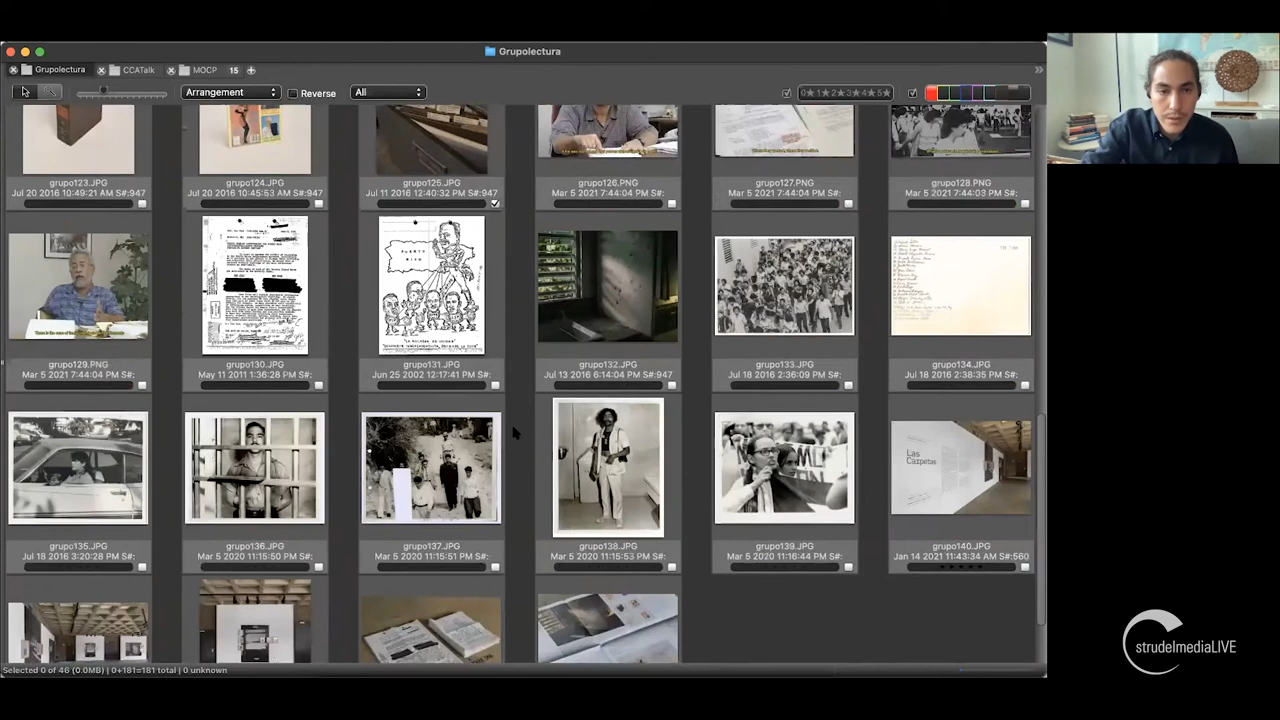 Grupolectura
Grupolectura
CCATalk
MOCP
15
Arrangement
Reverse
All
0★1★2★3★4★5★
grupo123.JPG
Jul 20 2016 10:49:21 AM S#:947
grupo124.JPG
Jul 20 2016 10:45:53 AM S#:947
grupo125.JPG
Jul 11 2016 12:40:32 PM S#:947
grupo126.PNG
Mar 5 2021 7:44:04 PM S#:
grupo127.PNG
Mar 5 2021 7:44:04 PM S#:
grupo128.PNG
Mar 5 2021 7:44:03 PM S#:
PUERTO
RICO
grupo129.PNG
Mar 5 2021 7:44:04 PM S#:
grupo130.JPG
May 11 2011 1:36:28 PM S#:
grupo131.JPG
Jun 25 2002 12:17:41 PM S#:
grupo132.JPG
Jul 13 2016 6:14:04 PM S#:947
grupo133.JPG
Jul 18 2016 2:36:09 PM S#:
grupo134.JPG
Jul 18 2016 2:38:35 PM S#:
Las
Carpetas
grupo135.JPG
Jul 18 2016 3:20:28 PM S#:
grupo136.JPG
Mar 5 2020 11:15:50 PM S#:
grupo137.JPG
Mar 5 2020 11:15:51 PM S#:
grupo138.JPG
Mar 5 2020 11:15:53 PM S#:
grupo139.JPG
Mar 5 2020 11:16:44 PM S#:
grupo140.JPG
Jan 14 2021 11:43:34 AM S#:560
Selected 0 of 46 (0.0MB) | 0+181=181 total | 0 unknown
strudelmediaLIVE